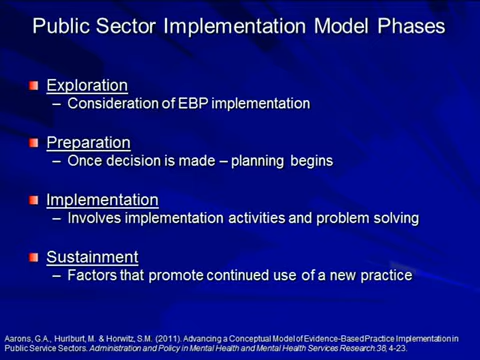 Public Sector Implementation Model Phases
Exploration
– Consideration of EBP implementation
Preparation
– Once decision is made – planning begins
Implementation
– Involves implementation activities and problem solving
Sustainment
– Factors that promote continued use of a new practice
Aarons, G.A., Hurlburt, M. & Horwitz, S.M. (2011). Advancing a Conceptual Model of Evidence-Based Practice Implementation in
Public Service Sectors. Administration and Policy in Mental Health and Mental Health Services Research 38, 4-23.